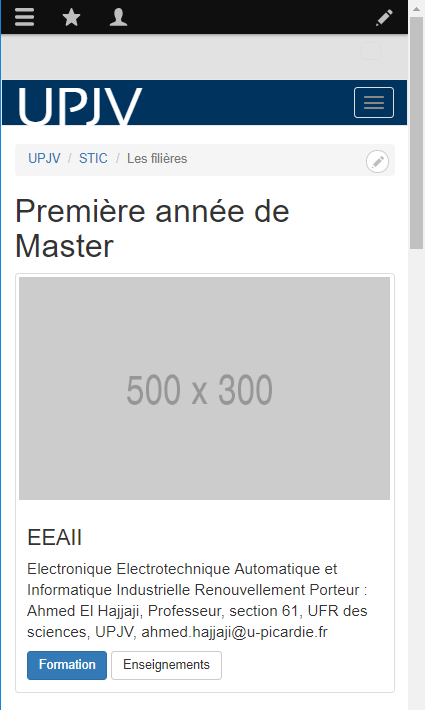 UPJV
UPJV / STIC / Les filières
Première année de
Master
500 x 300
EEAII
Electronique Electrotechnique Automatique et
Informatique Industrielle Renouvellement Porteur :
Ahmed El Hajjaji, Professeur, section 61, UFR des
sciences, UPJV, ahmed.hajjaji@u-picardie.fr
Formation Enseignements